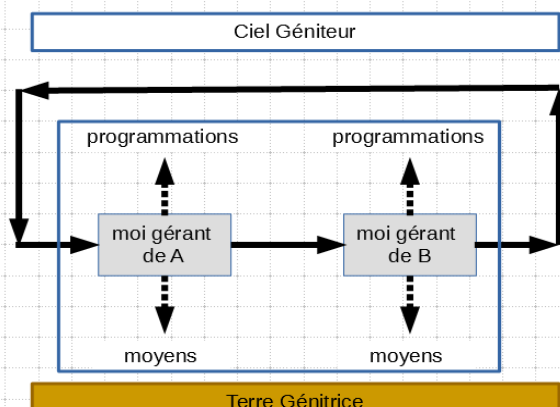 Ciel Géniteur
programmations
programmations
moi gérant
de A
moi gérant
de B
moyens
moyens
Terre Génitrice